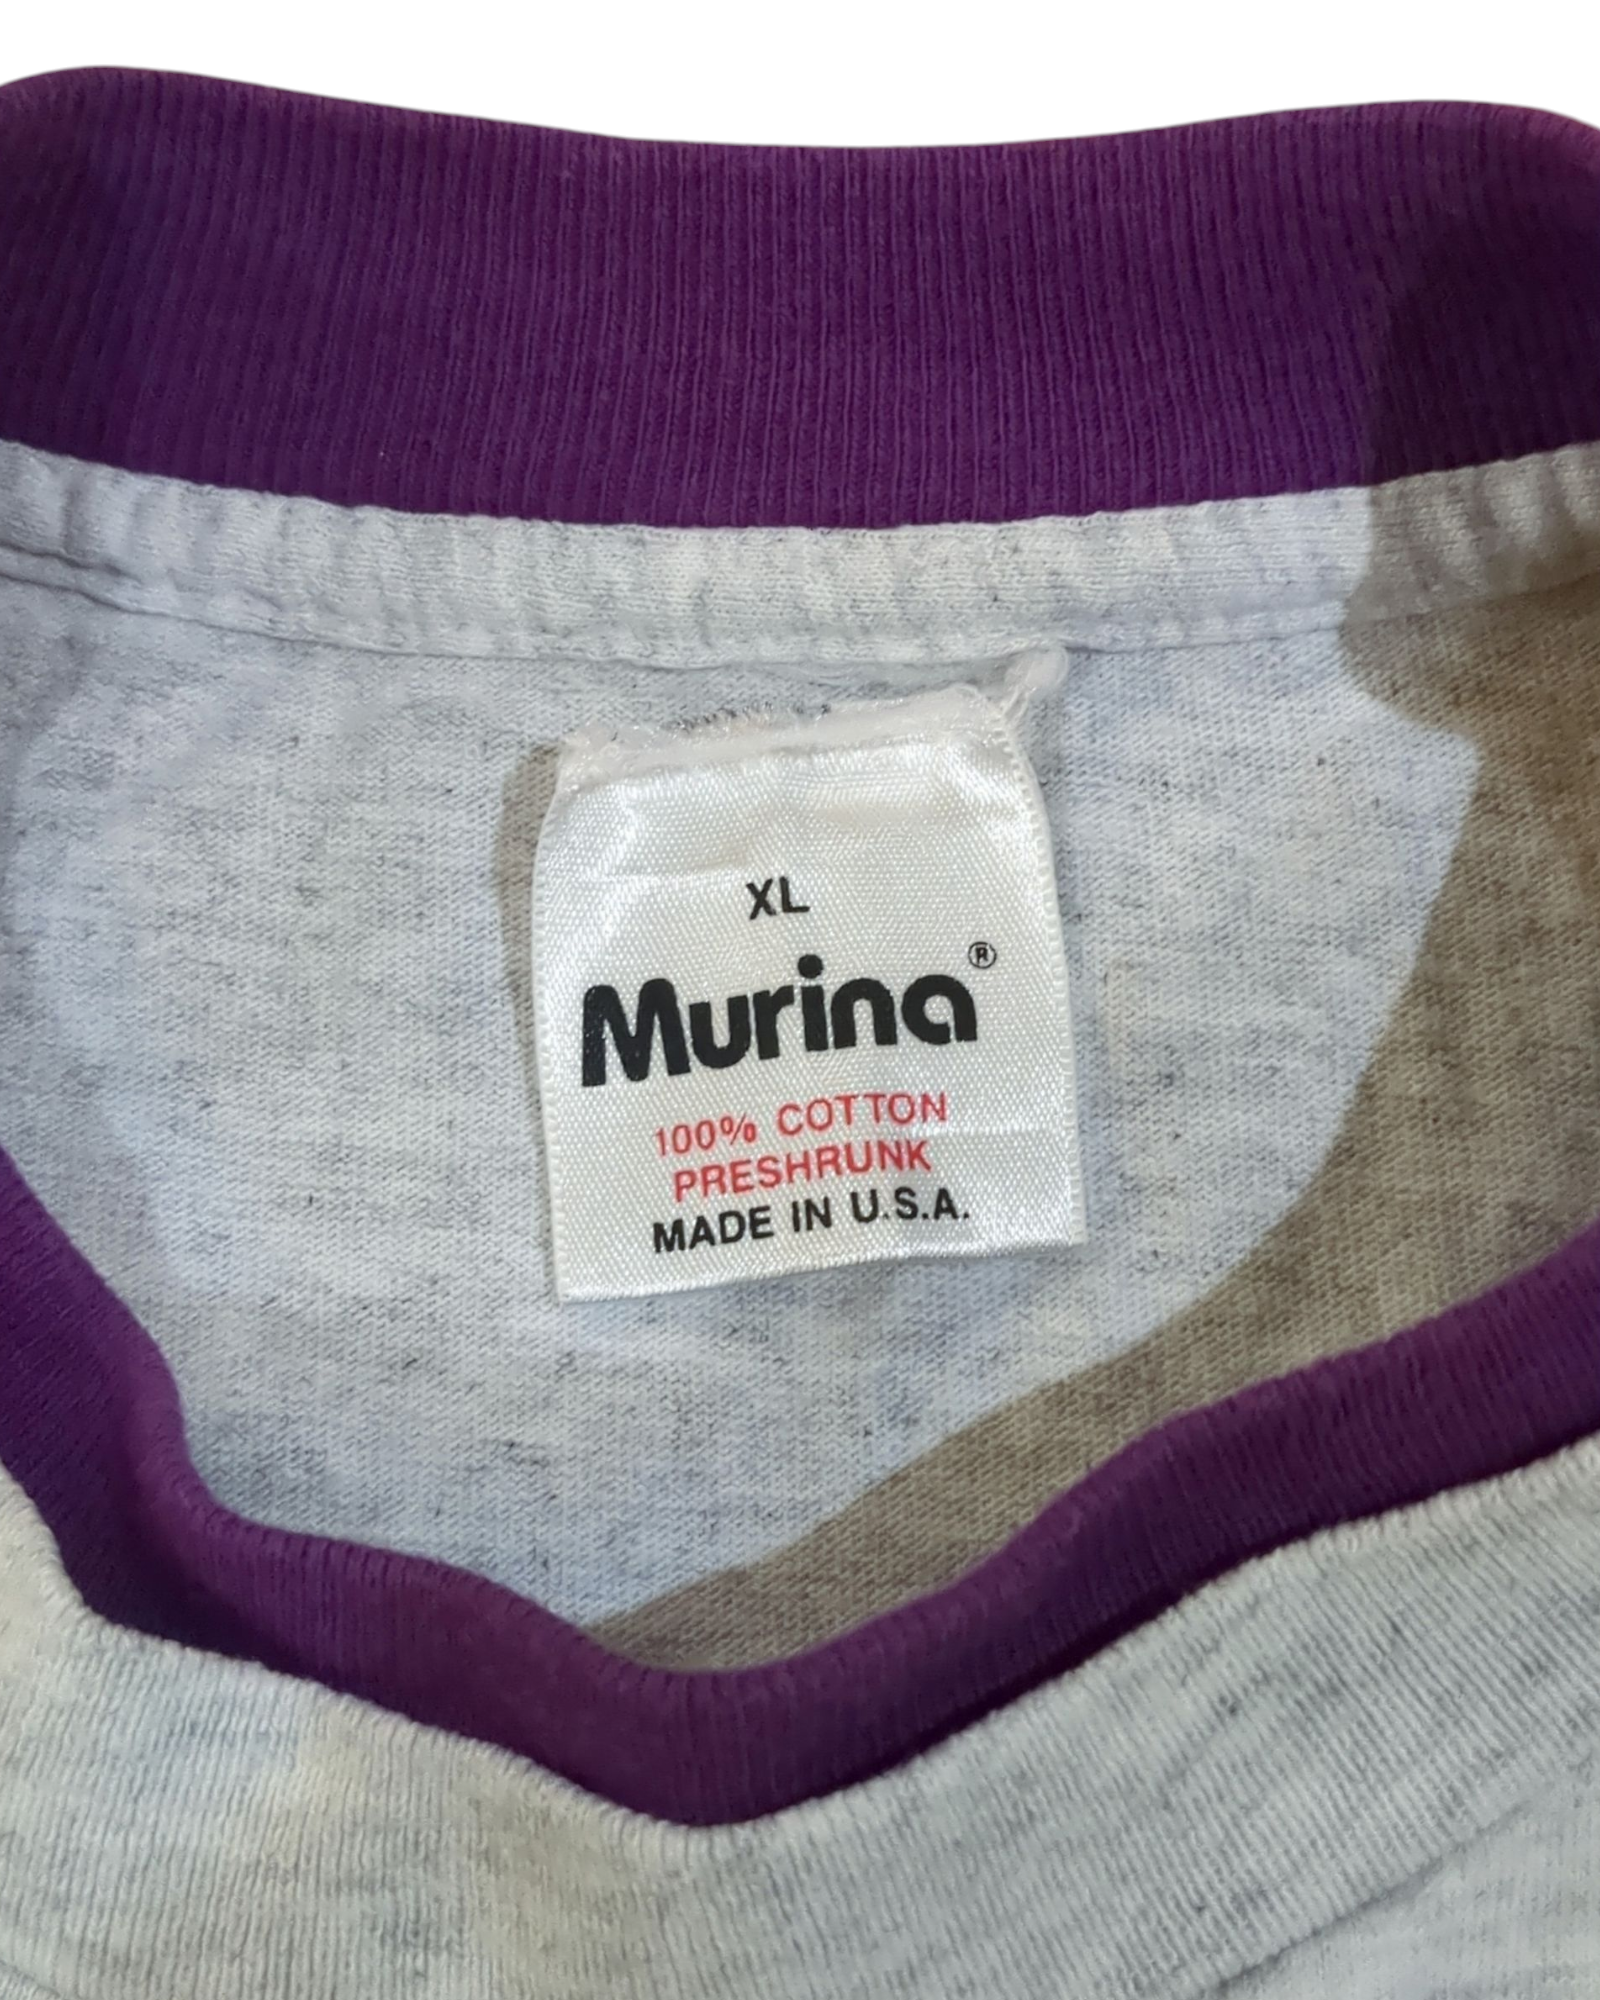 XL
Murina®
100% COTTON
PRESHRUNK
MADE IN U.S.A.